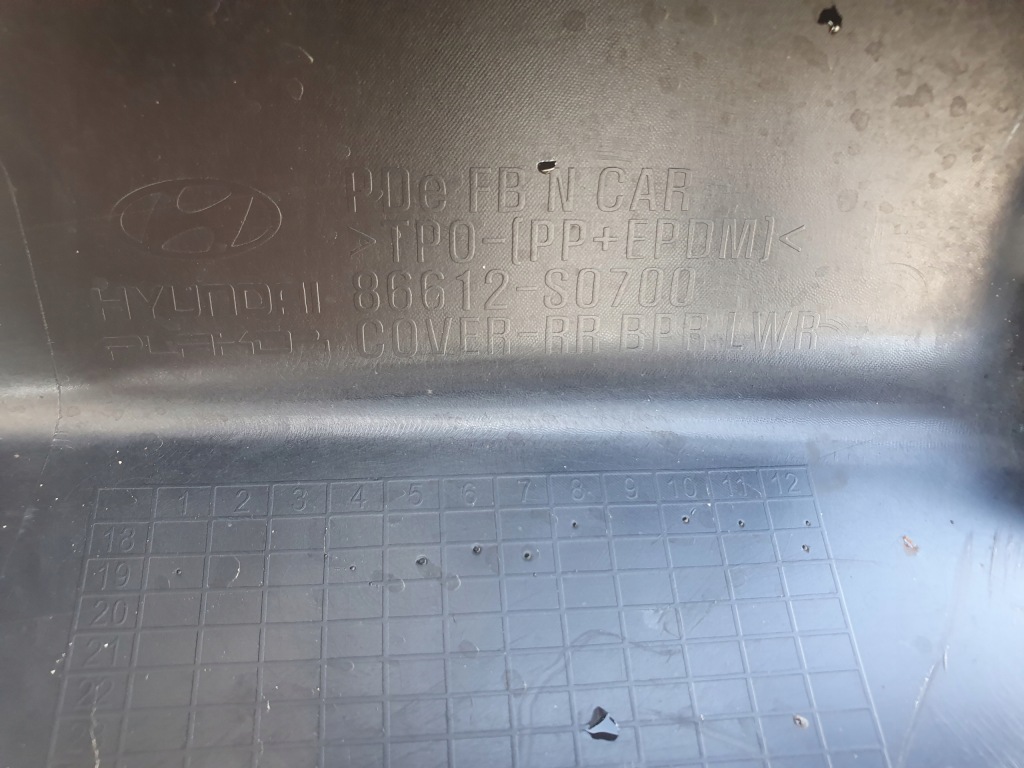 PDe FB N CAR
>TPO-(PP+EPDM)<
HYUNDAI 86612-S0700
COVER-RR BPR LWR
1 2 3 4 5 6 7 8 9 10 11 12
18
19
20
21
22
23